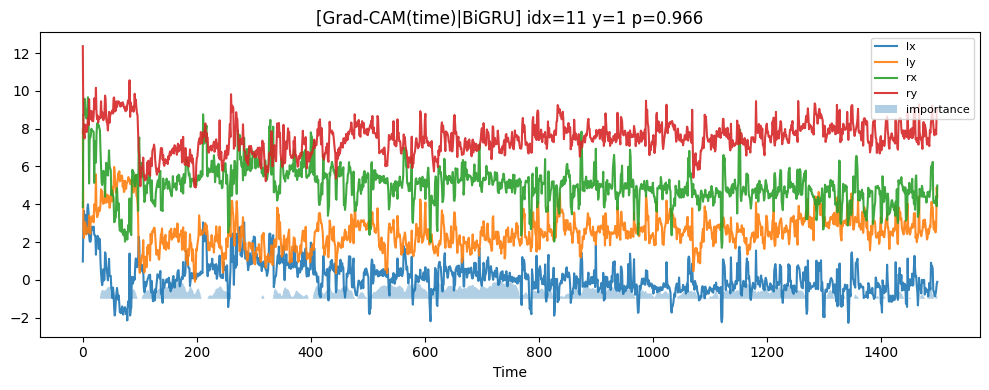 [Grad-CAM(time)|BiGRU] idx=11 y=1 p=0.966
12
10
8
6
4
2
0
−2
lx
ly
rx
ry
importance
0 200 400 600 800 1000 1200 1400
Time